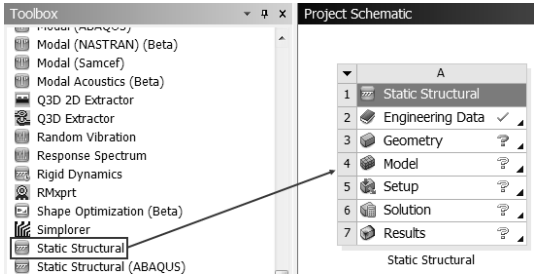 Toolbox
Modal (ABAQUS)
Modal (NASTRAN) (Beta)
Modal (Samcef)
Modal Acoustics (Beta)
Q3D 2D Extractor
Q3D Extractor
Random Vibration
Response Spectrum
Rigid Dynamics
RMxprt
Shape Optimization (Beta)
Simplorer
Static Structural
Static Structural (ABAQUS)
Project Schematic
A
1 Static Structural
2 Engineering Data
3 Geometry
4 Model
5 Setup
6 Solution
7 Results
Static Structural